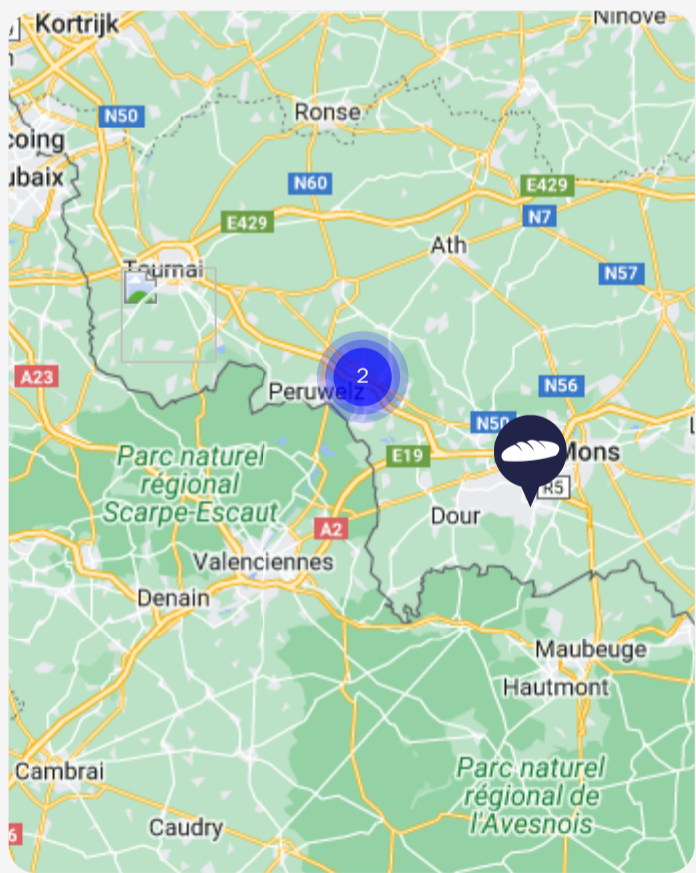 Kortrijk
Ninove
N50
Ronse
coing
ubaix
N60
E429
E429
N7
Ath
N57
Tournai
A23
2
Peruwelz
N56
N50
Mons
E19
R5
Parc naturel
régional
Scarpe-Escaut
A2
Dour
Valenciennes
Denain
Maubeuge
Hautmont
Cambrai
Parc naturel
régional de
l'Avesnois
Caudry
6